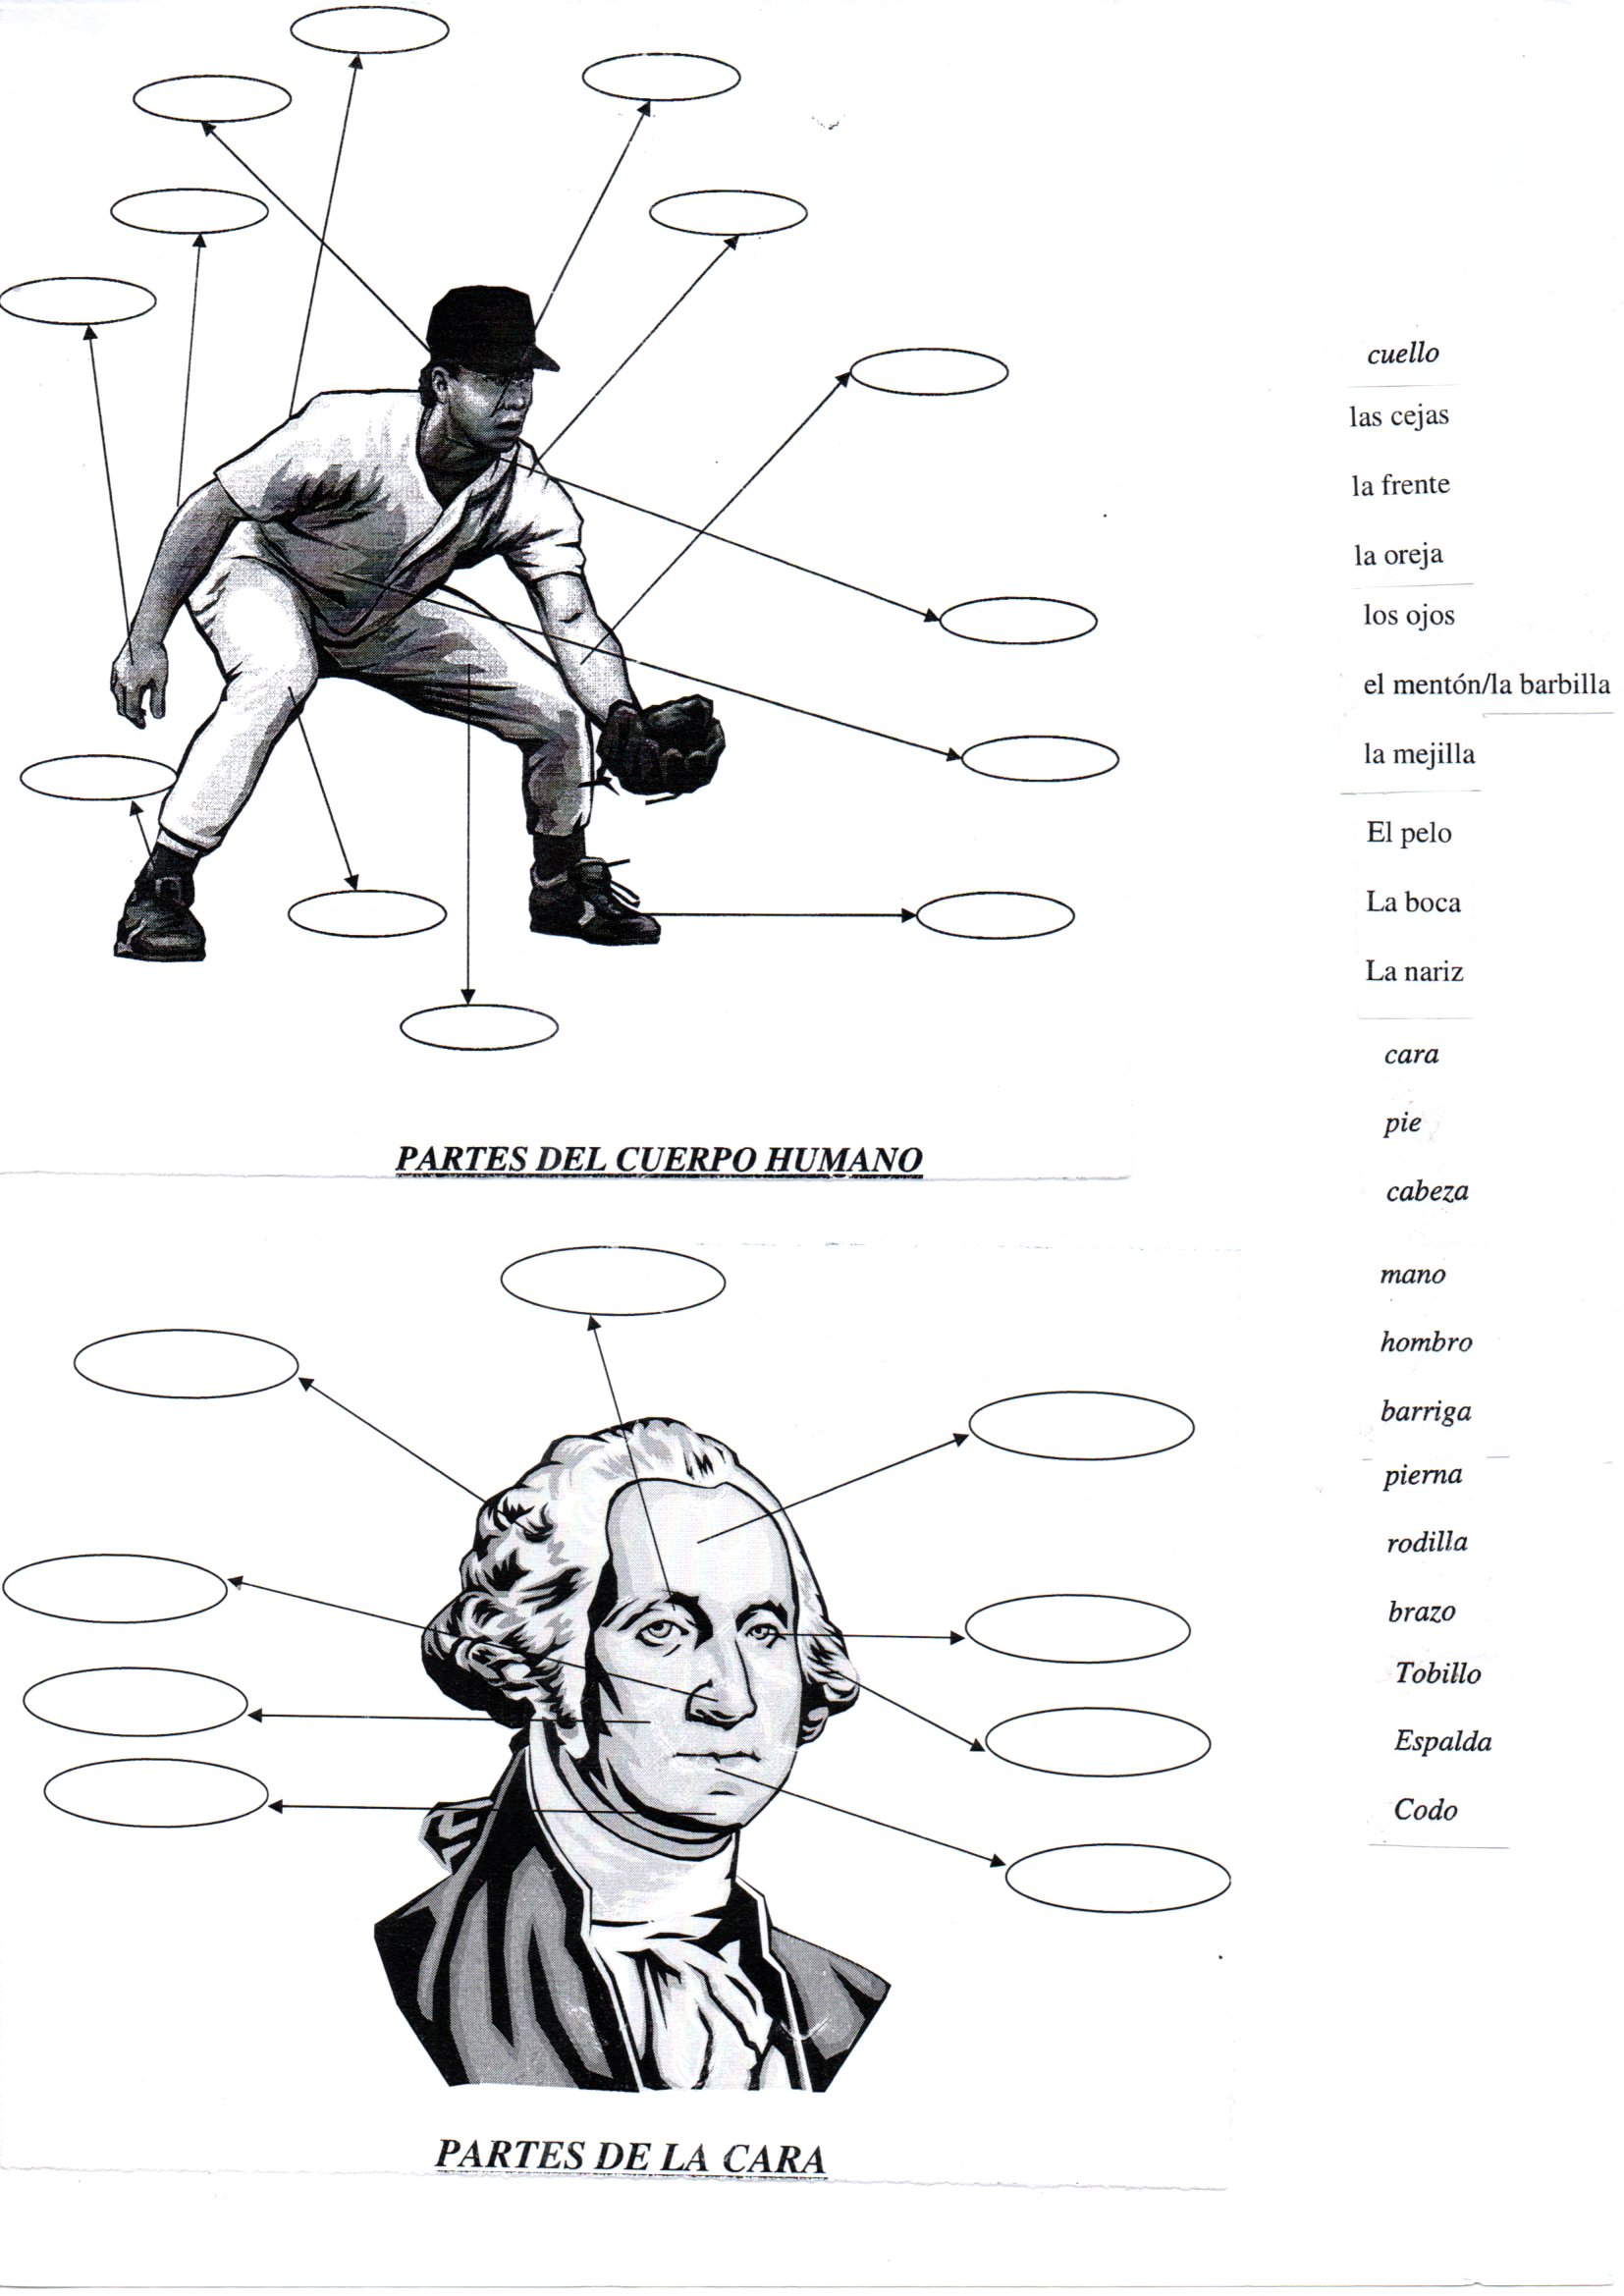 cuello
las cejas
la frente
la oreja
los ojos
el mentón/la barbilla
la mejilla
El pelo
La boca
La nariz
cara
pie
cabeza
mano
hombro
barriga
pierna
rodilla
brazo
Tobillo
Espalda
Codo
PARTES DEL CUERPO HUMANO
PARTES DE LA CARA